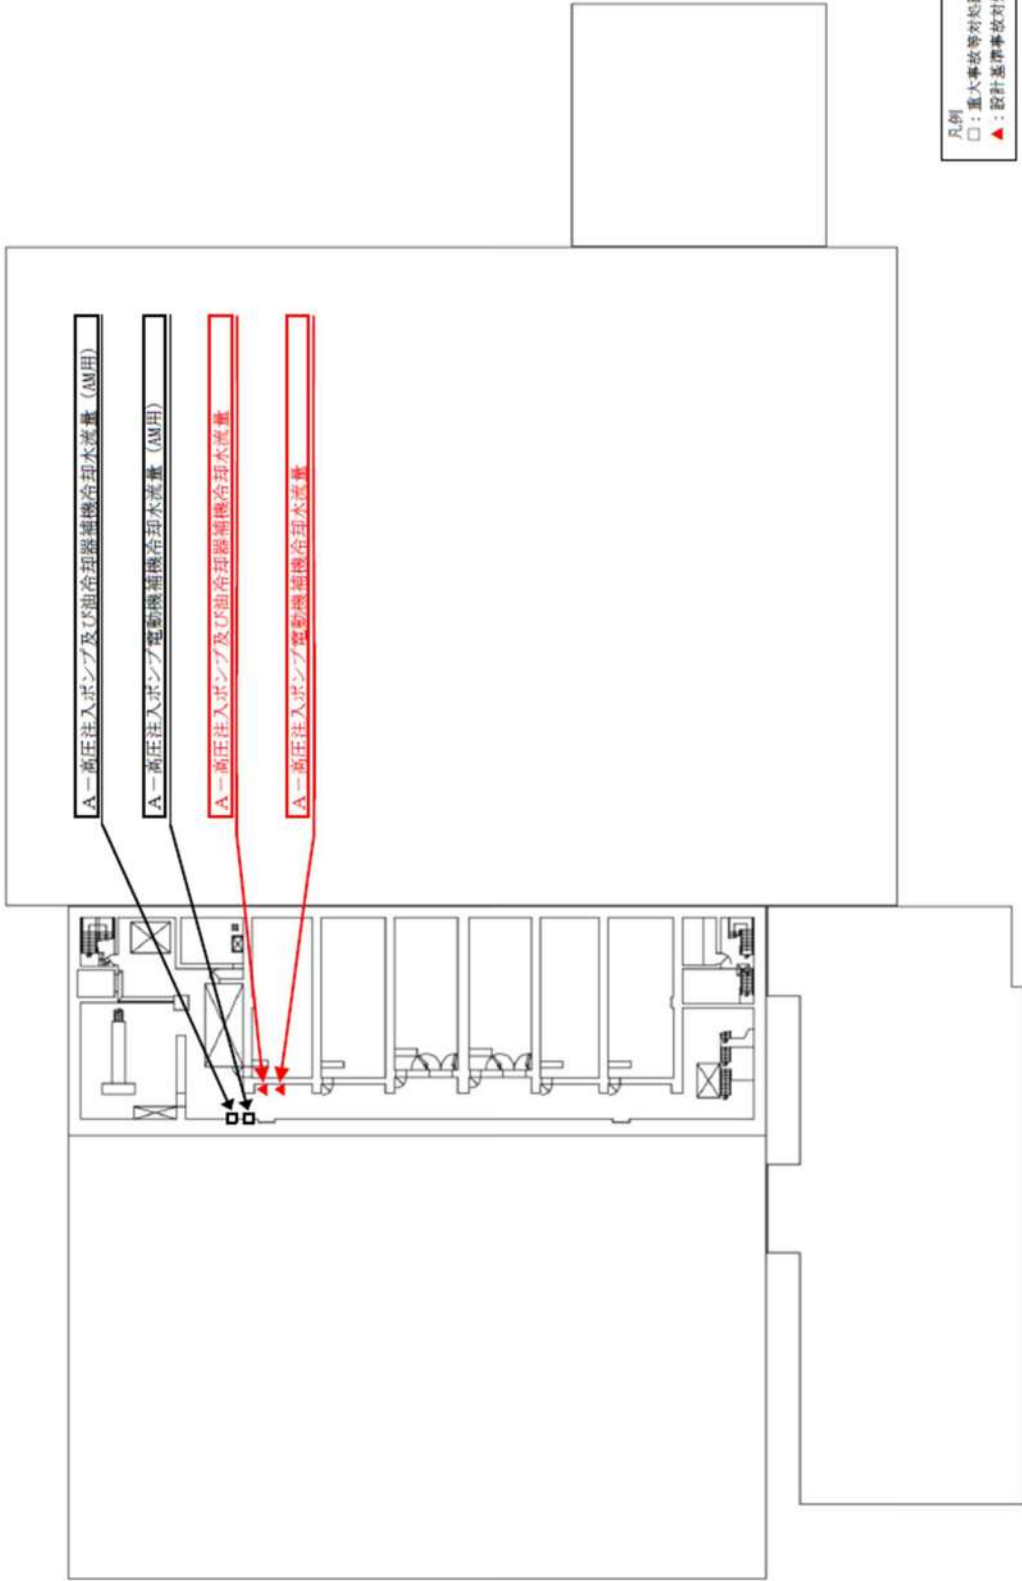 A－高圧注入ポンプ及び油冷却器補機冷却水流量（AM用）
A－高圧注入ポンプ電動機補機冷却水流量（AM用）
A－高圧注入ポンプ及び油冷却器補機冷却水流量
A－高圧注入ポンプ電動機補機冷却水流量
凡例
□：重大事故等対処
▲：設計基準事故対